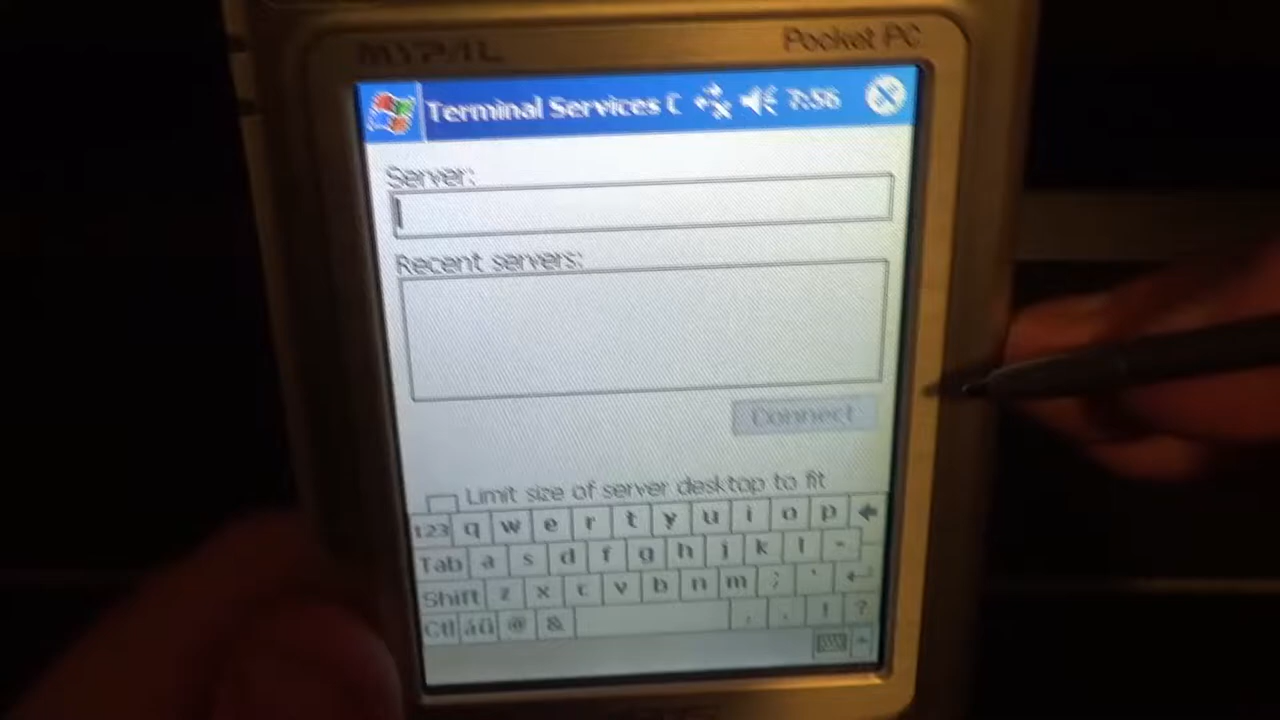 MYPAL Pocket PC
Terminal Services C 7:56
Server:
Recent servers:
Connect
Limit size of server desktop to fit
123 q w e r t y u i o p
Tab a s d f g h j k l
Shift z x c v b n m ;
Ctl áü @ & , . ! ?